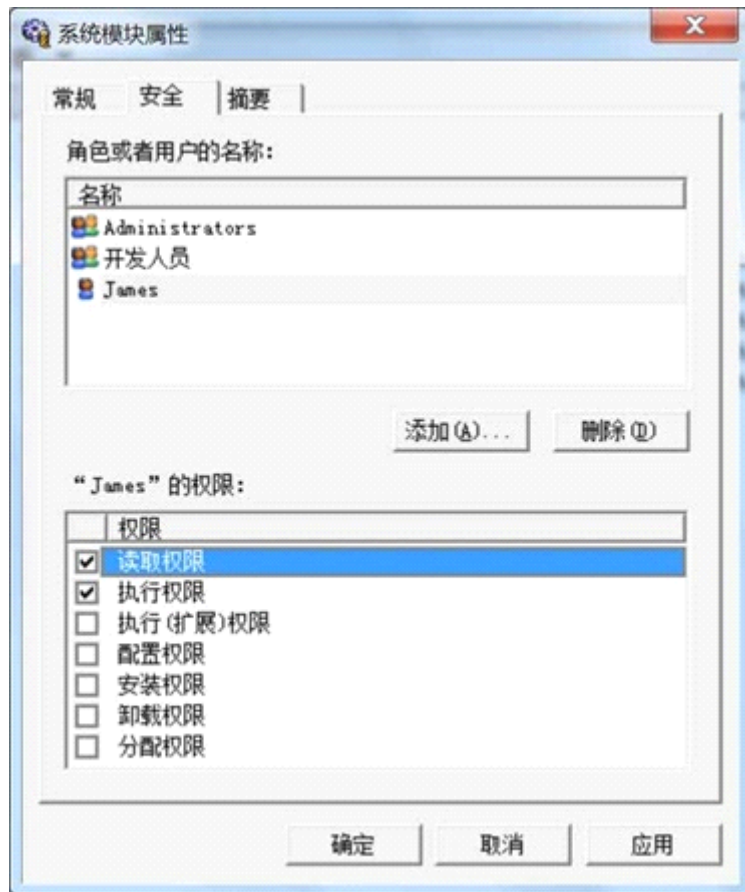 系统模块属性
常规 安全 摘要
角色或者用户的名称:
名称
Administrators
开发人员
James
添加(A)... 删除(D)
“James”的权限:
权限
读取权限
执行权限
执行(扩展)权限
配置权限
安装权限
卸载权限
分配权限
确定 取消 应用